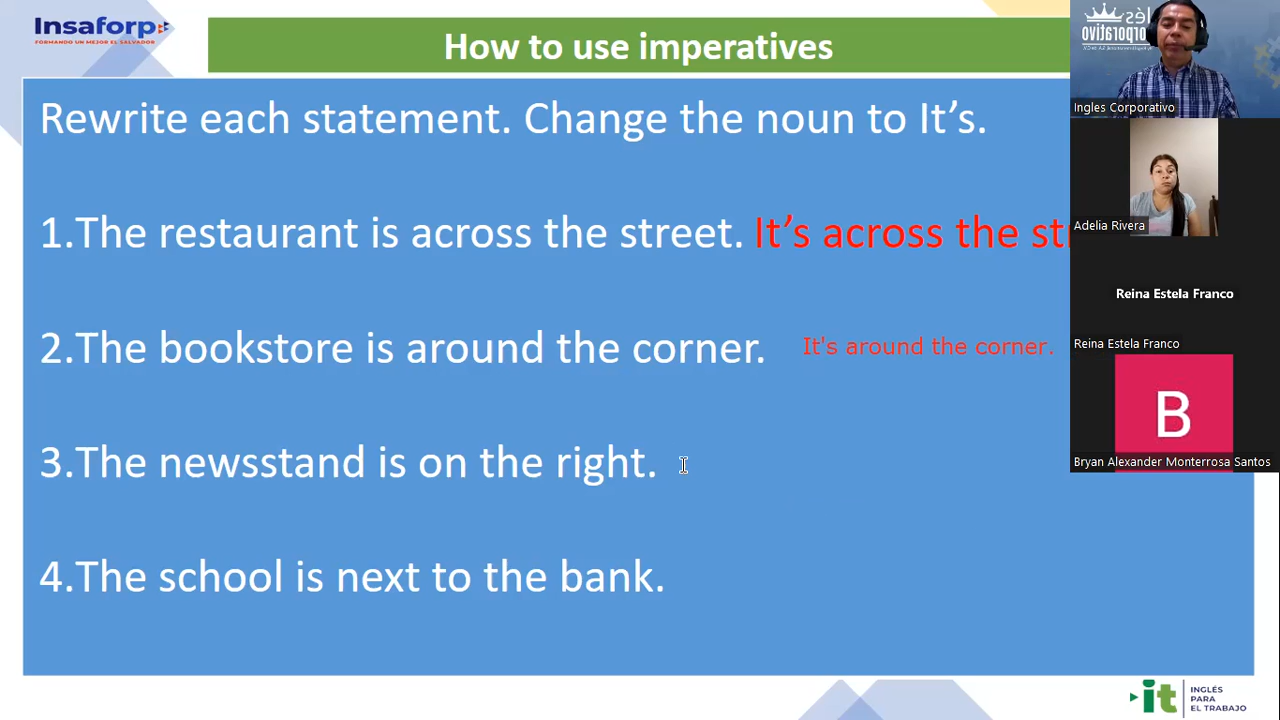 Insaforp
FORMANDO UN MEJOR EL SALVADOR
How to use imperatives
Rewrite each statement. Change the noun to It's.
1.The restaurant is across the street. It's across the str
2.The bookstore is around the corner. It's around the corner.
3.The newsstand is on the right.
4.The school is next to the bank.
Ingles Corporativo
Adelia Rivera
Reina Estela Franco
Reina Estela Franco
B
Bryan Alexander Monterrosa Santos
it
INGLÉS
PARA
EL TRABAJO